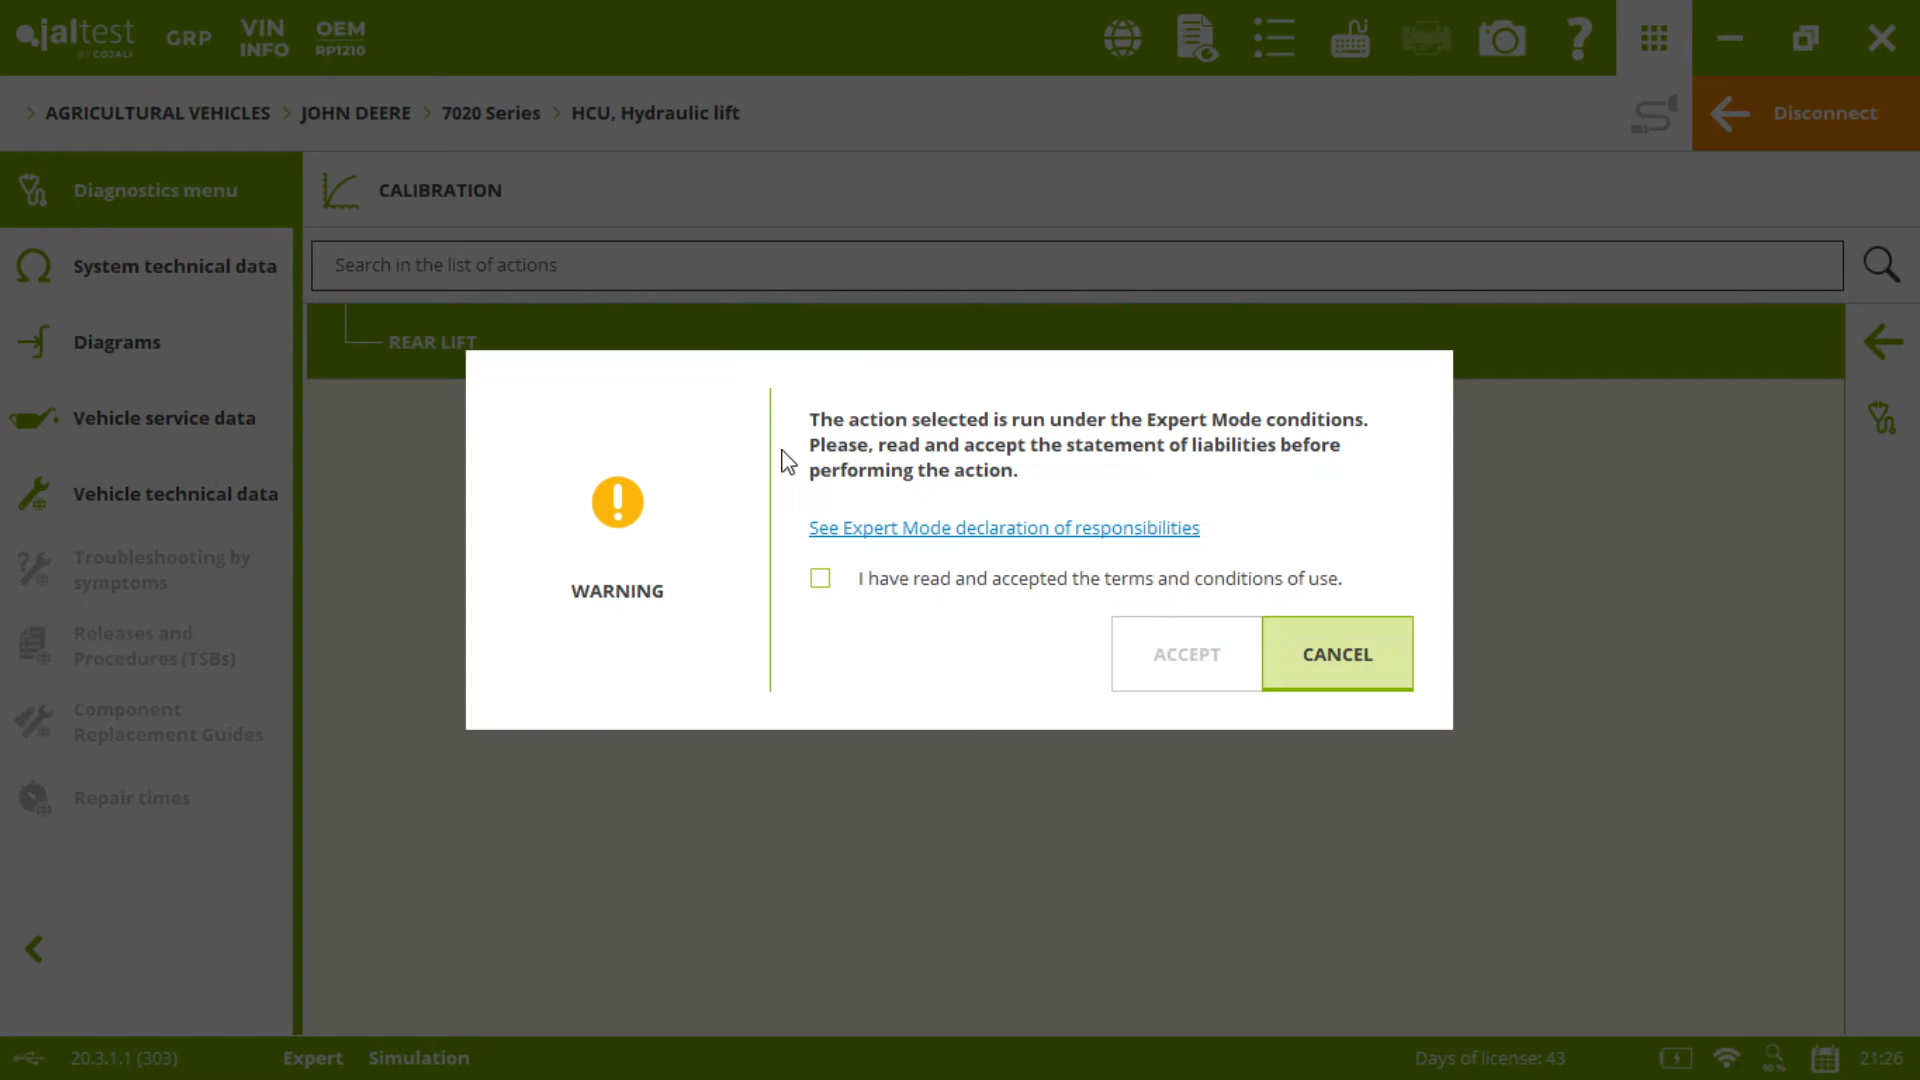 jaltest
BY COJALI
GRP
VIN
INFO
OEM
RP1210
AGRICULTURAL VEHICLES
JOHN DEERE
7020 Series
HCU, Hydraulic lift
Disconnect
Diagnostics menu
CALIBRATION
System technical data
Search in the list of actions
Diagrams
REAR LIFT
Vehicle service data
Vehicle technical data
Troubleshooting by
symptoms
Releases and
Procedures (TSBs)
Component
Replacement Guides
Repair times
WARNING
The action selected is run under the Expert Mode conditions.
Please, read and accept the statement of liabilities before
performing the action.
See Expert Mode declaration of responsibilities
I have read and accepted the terms and conditions of use.
ACCEPT
CANCEL
20.3.1.1 (303)
Expert
Simulation
Days of license: 43
90 %
21:26